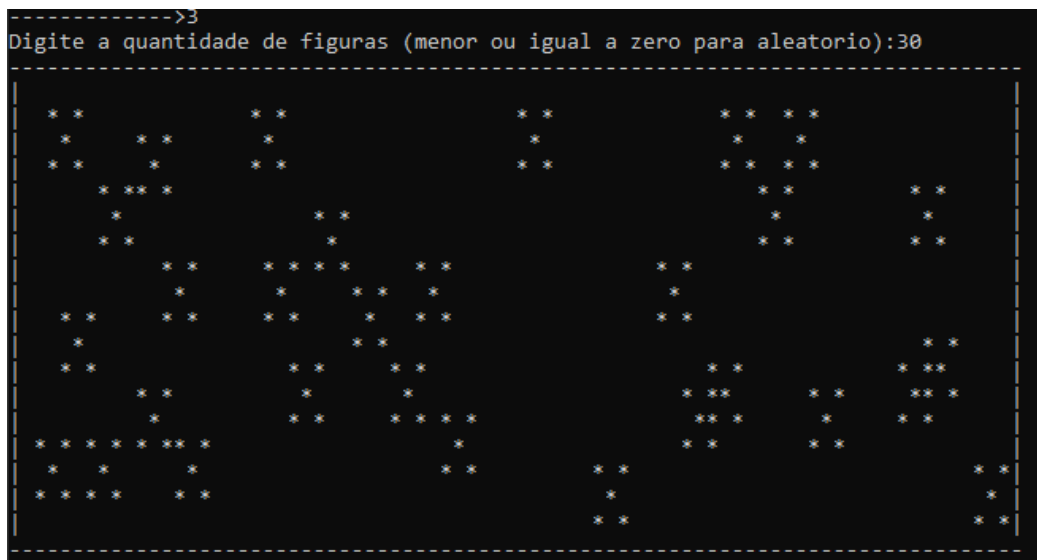 ------------->3
Digite a quantidade de figuras (menor ou igual a zero para aleatorio):30
--------------------------------------------------------------------------------
|                                                                              |
|  * *             * *                  * *             * *  * *               |
|   *     * *       *                    *               *    *                |
|  * *     *       * *                  * *             * *  * *               |
|      * ** *                                              * *         * *     |
|       *               * *                                 *           *      |
|      * *               *                                 * *         * *     |
|           * *     * * * *     * *                * *                         |
|            *       *     * *   *                  *                          |
|   * *     * *     * *     *   * *                * *                         |
|    *                     * *                                          * *    |
|   * *               * *     * *                      * *            * **     |
|         * *          *       *                     * **      * *     ** *    |
|          *          * *     * * * *                 ** *      *     * *      |
| * * * * * ** *                   *                 * *       * *             |
|  *   *      *                   * *         * *                           * *|
| * * * *    * *                               *                             * |
|                                             * *                           * *|
--------------------------------------------------------------------------------